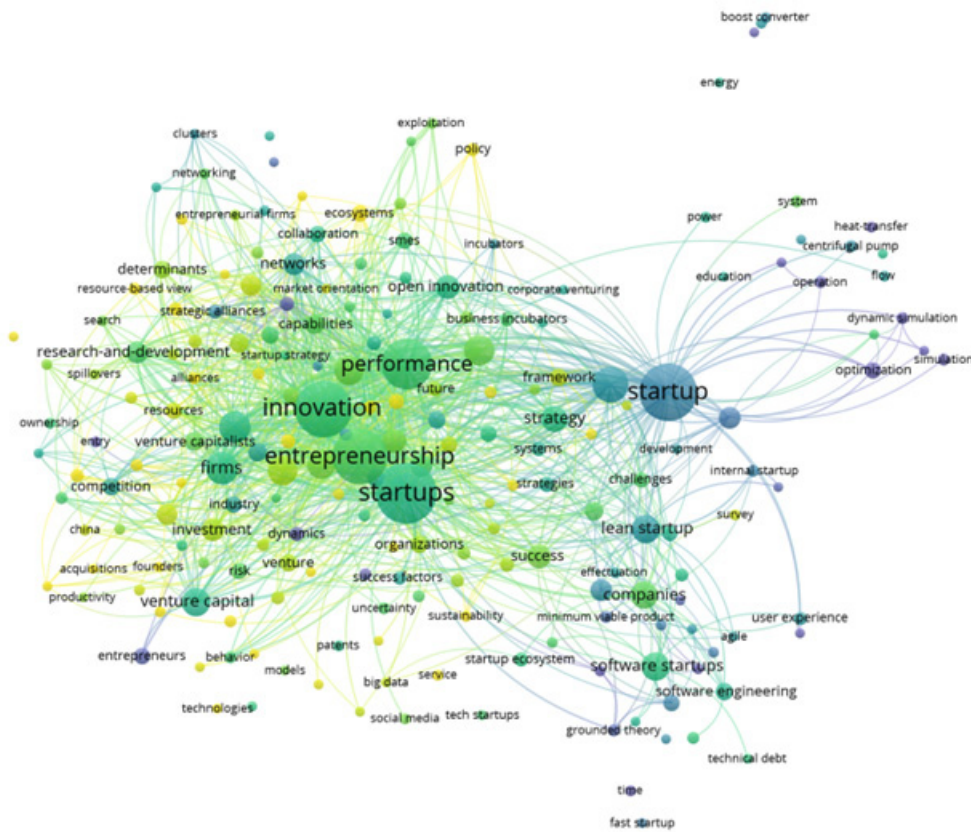 boost converter
energy
exploitation
clusters
policy
networking
system
entrepreneurial firms
ecosystems
power
heat-transfer
collaboration
smes
incubators
centrifugal pump
networks
determinants
education
flow
operation
resource-based view
market orientation
open innovation
corporate venturing
strategic alliances
search
capabilities
business incubators
dynamic simulation
research-and-development
startup strategy
performance
simulation
spillovers
alliances
future
framework
startup
optimization
resources
innovation
strategy
ownership
entry
venture capitalists
entrepreneurship
systems
development
firms
internal startup
competition
startups
strategies
challenges
industry
survey
china
investment
dynamics
organizations
lean startup
success
acquisitions
founders
risk
venture
success factors
effectuation
productivity
venture capital
companies
uncertainty
sustainability
minimum viable product
user experience
agile
entrepreneurs
behavior
patents
startup ecosystem
software startups
models
big data
service
software engineering
technologies
social media
tech startups
grounded theory
technical debt
time
fast startup